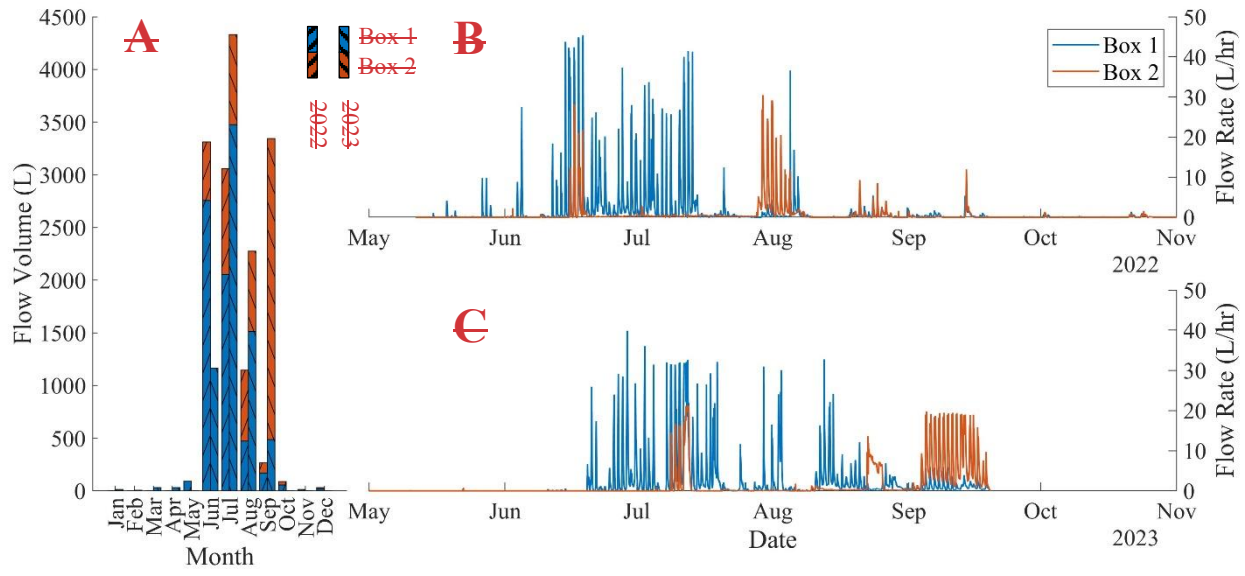 A
Box 1
Box 2
2022
2023
4500
4000
3500
3000
2500
2000
1500
1000
500
0
Flow Volume (L)
Jan
Feb
Mar
Apr
May
Jun
Jul
Aug
Sep
Oct
Nov
Dec
Month
B
Box 1
Box 2
50
40
30
20
10
0
Flow Rate (L/hr)
May
Jun
Jul
Aug
Sep
Oct
Nov
2022
C
50
40
30
20
10
0
Flow Rate (L/hr)
May
Jun
Jul
Aug
Sep
Oct
Nov
Date
2023